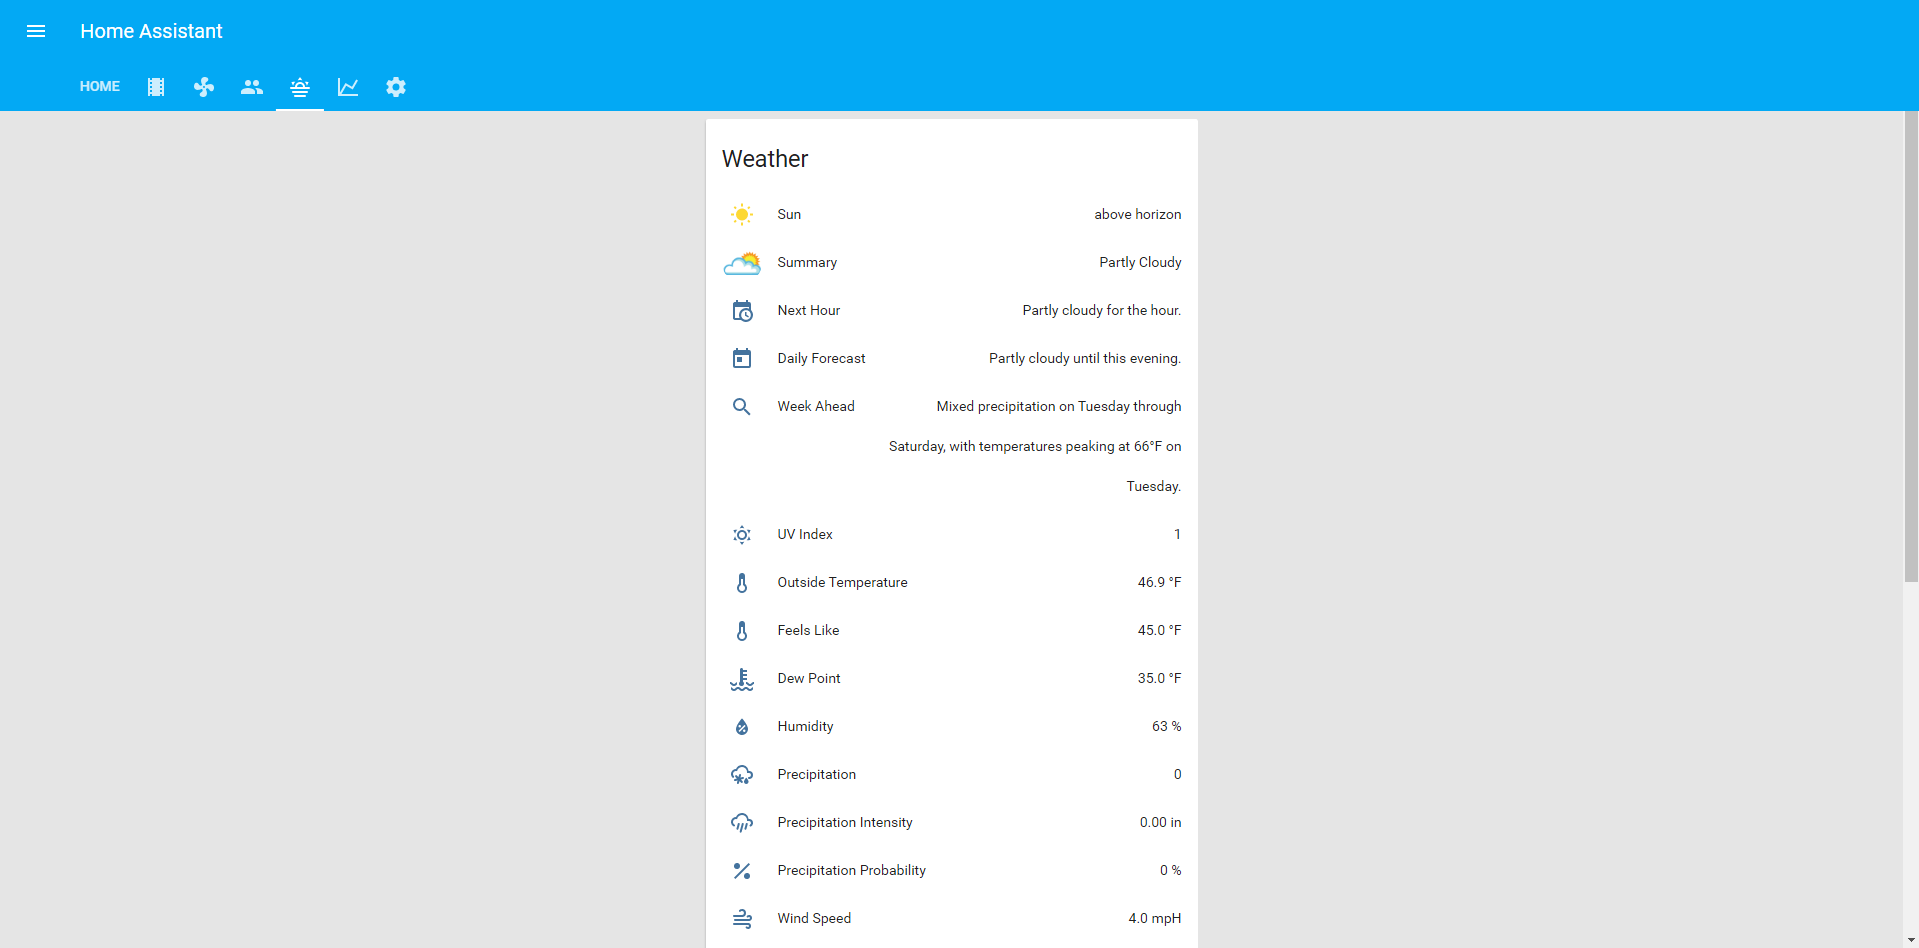 Home Assistant
HOME
Weather
Sun above horizon
Summary Partly Cloudy
Next Hour Partly cloudy for the hour.
Daily Forecast Partly cloudy until this evening.
Week Ahead Mixed precipitation on Tuesday through
Saturday, with temperatures peaking at 66°F on
Tuesday.
UV Index 1
Outside Temperature 46.9 °F
Feels Like 45.0 °F
Dew Point 35.0 °F
Humidity 63 %
Precipitation 0
Precipitation Intensity 0.00 in
Precipitation Probability 0 %
Wind Speed 4.0 mpH